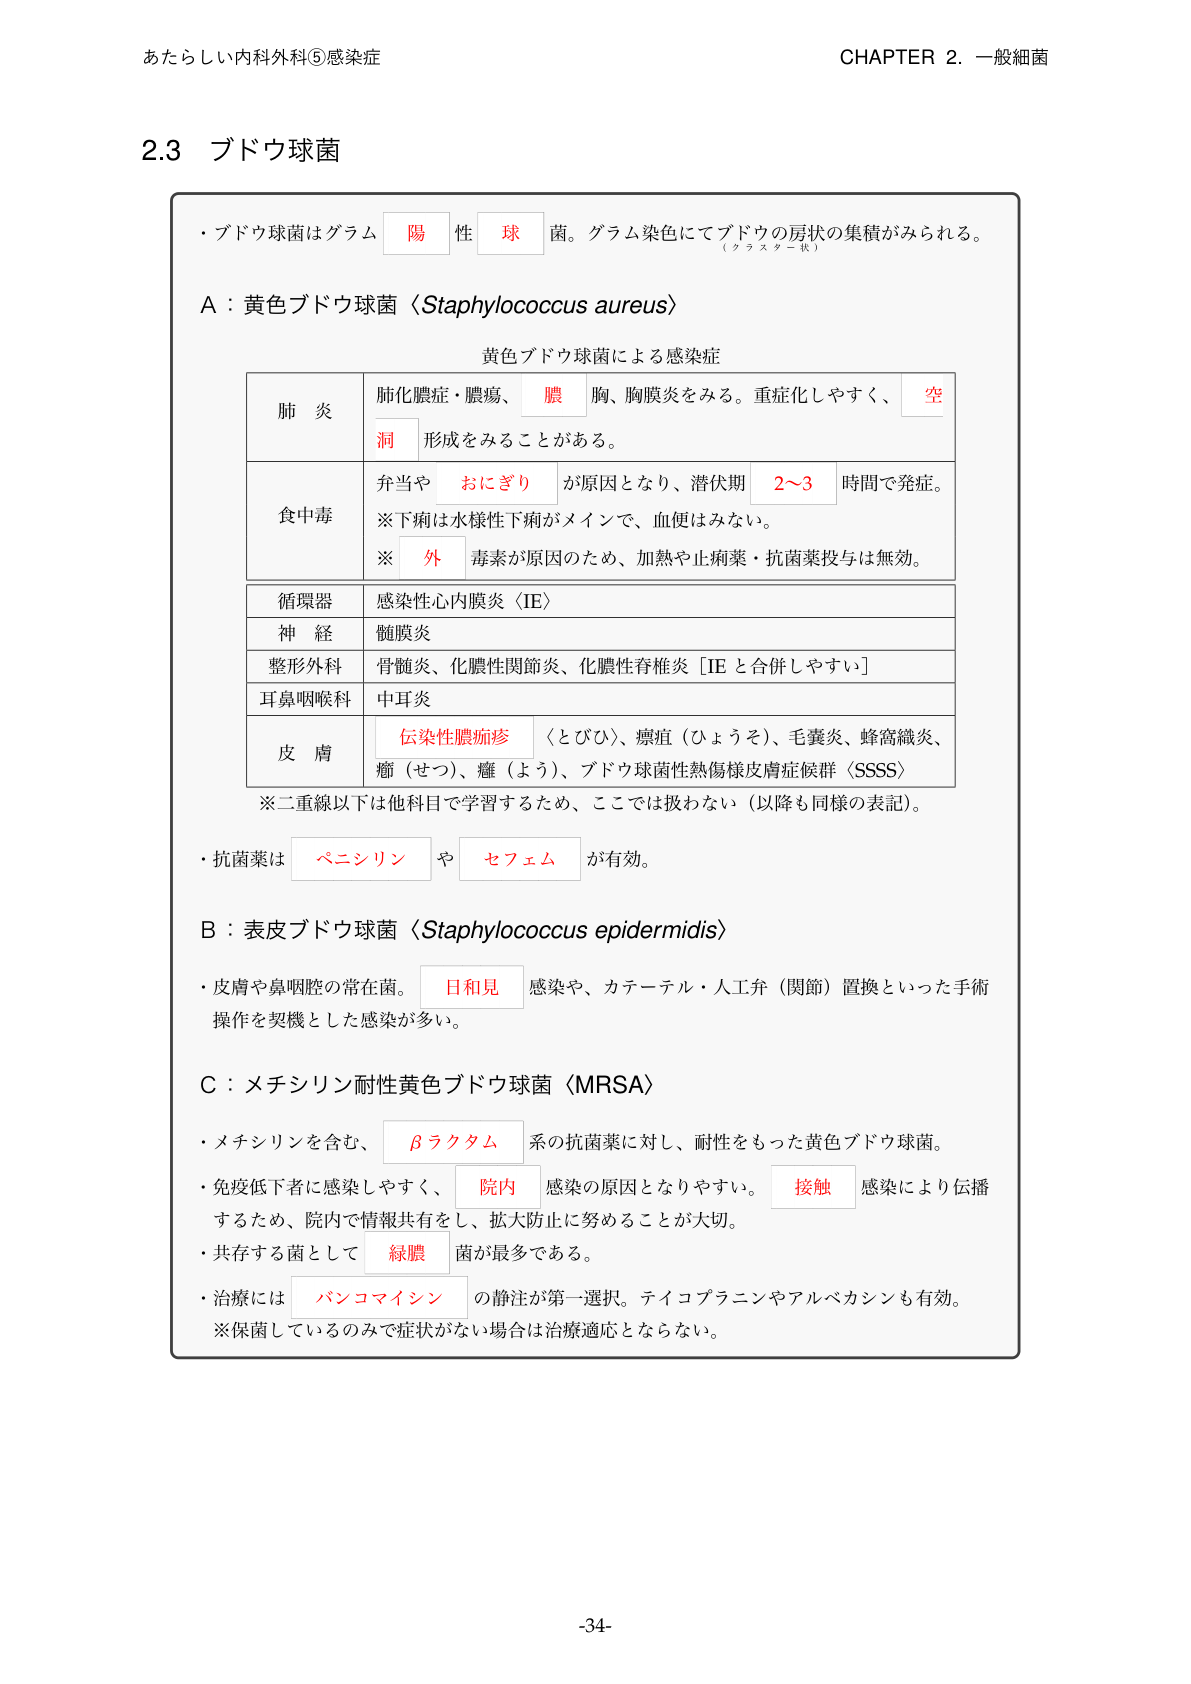 あたらしい内科外科⑤感染症
CHAPTER 2. 一般細菌
2.3 ブドウ球菌
・ブドウ球菌はグラム 陽 性 球 菌。グラム染色にてブドウの房状の集積がみられる。
(クラスター状)
A：黄色ブドウ球菌〈Staphylococcus aureus〉
黄色ブドウ球菌による感染症
肺 炎
肺化膿症・膿瘍、 膿 胸、胸膜炎をみる。重症化しやすく、 空
洞 形成をみることがある。
食中毒
弁当や おにぎり が原因となり、潜伏期 2〜3 時間で発症。
※下痢は水様性下痢がメインで、血便はみない。
※ 外 毒素が原因のため、加熱や止痢薬・抗菌薬投与は無効。
循環器 感染性心内膜炎〈IE〉
神 経 髄膜炎
整形外科 骨髄炎、化膿性関節炎、化膿性脊椎炎［IE と合併しやすい］
耳鼻咽喉科 中耳炎
皮 膚
伝染性膿痂疹 〈とびひ〉、瘭疽（ひょうそ）、毛嚢炎、蜂窩織炎、
癤（せつ）、癰（よう）、ブドウ球菌性熱傷様皮膚症候群〈SSSS〉
※二重線以下は他科目で学習するため、ここでは扱わない（以降も同様の表記）。
・抗菌薬は ペニシリン や セフェム が有効。
B：表皮ブドウ球菌〈Staphylococcus epidermidis〉
・皮膚や鼻咽腔の常在菌。 日和見 感染や、カテーテル・人工弁（関節）置換といった手術
操作を契機とした感染が多い。
C：メチシリン耐性黄色ブドウ球菌〈MRSA〉
・メチシリンを含む、 βラクタム 系の抗菌薬に対し、耐性をもった黄色ブドウ球菌。
・免疫低下者に感染しやすく、 院内 感染の原因となりやすい。 接触 感染により伝播
するため、院内で情報共有をし、拡大防止に努めることが大切。
・共存する菌として 緑膿 菌が最多である。
・治療には バンコマイシン の静注が第一選択。テイコプラニンやアルベカシンも有効。
※保菌しているのみで症状がない場合は治療適応とならない。
-34-